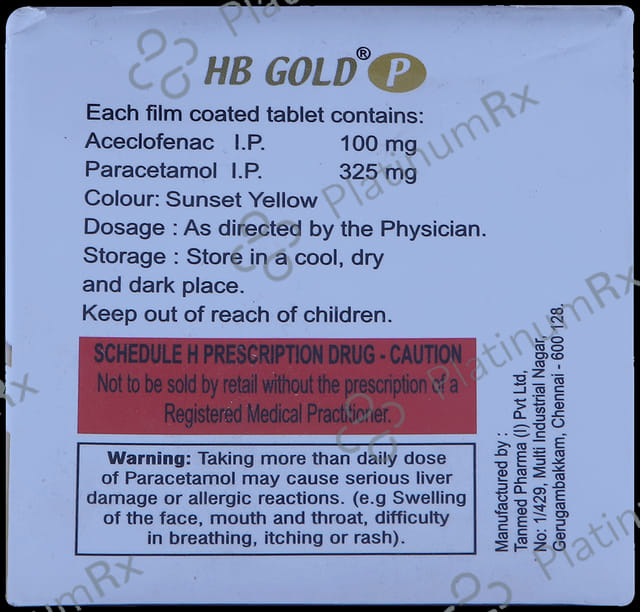 HB GOLD® P
Each film coated tablet contains:
Aceclofenac I.P. 100 mg
Paracetamol I.P. 325 mg
Colour: Sunset Yellow
Dosage : As directed by the Physician.
Storage : Store in a cool, dry
and dark place.
Keep out of reach of children.
SCHEDULE H PRESCRIPTION DRUG - CAUTION
Not to be sold by retail without the prescription of a
Registered Medical Practitioner.
Warning: Taking more than daily dose
of Paracetamol may cause serious liver
damage or allergic reactions. (e.g Swelling
of the face, mouth and throat, difficulty
in breathing, itching or rash).
Manufactured by :
Tanmed Pharma (I) Pvt Ltd,
No: 1/429, Multi Industrial Nagar,
Gerugambakkam, Chennai - 600 128.
PlatinumRx
PlatinumRx
PlatinumRx
PlatinumRx
PlatinumRx